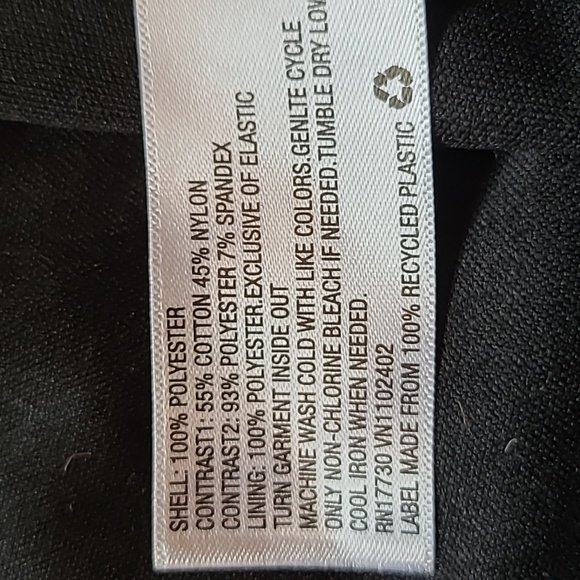 SHELL: 100% POLYESTER
CONTRAST1: 55% COTTON 45% NYLON
CONTRAST2: 93% POLYESTER 7% SPANDEX
LINING: 100% POLYESTER.EXCLUSIVE OF ELASTIC
TURN GARMENT INSIDE OUT
MACHINE WASH COLD WITH LIKE COLORS.GENLTE CYCLE
ONLY NON-CHLORINE BLEACH IF NEEDED.TUMBLE DRY LOW
COOL IRON WHEN NEEDED.
RN17730 VN1102402
LABEL MADE FROM 100% RECYCLED PLASTIC